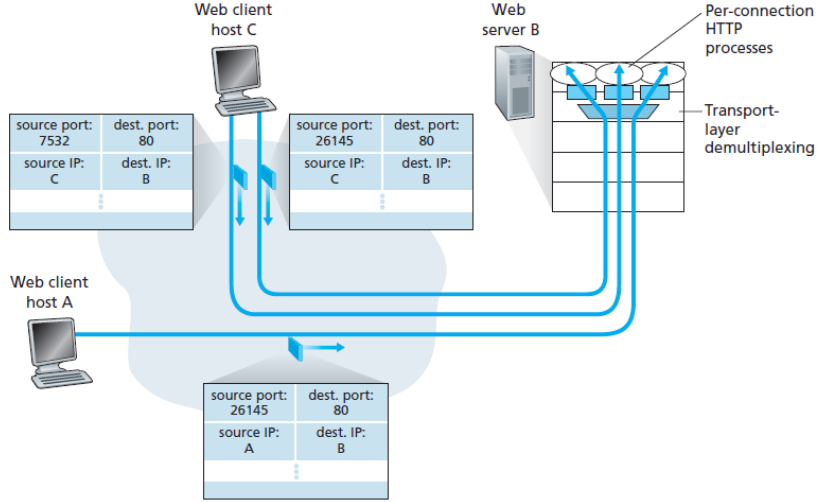 Web client
host C
Web
server B
Per-connection
HTTP
processes
Transport-
layer
demultiplexing
source port:
7532
dest. port:
80
source IP:
C
dest. IP:
B
source port:
26145
dest. port:
80
source IP:
C
dest. IP:
B
Web client
host A
source port:
26145
dest. port:
80
source IP:
A
dest. IP:
B